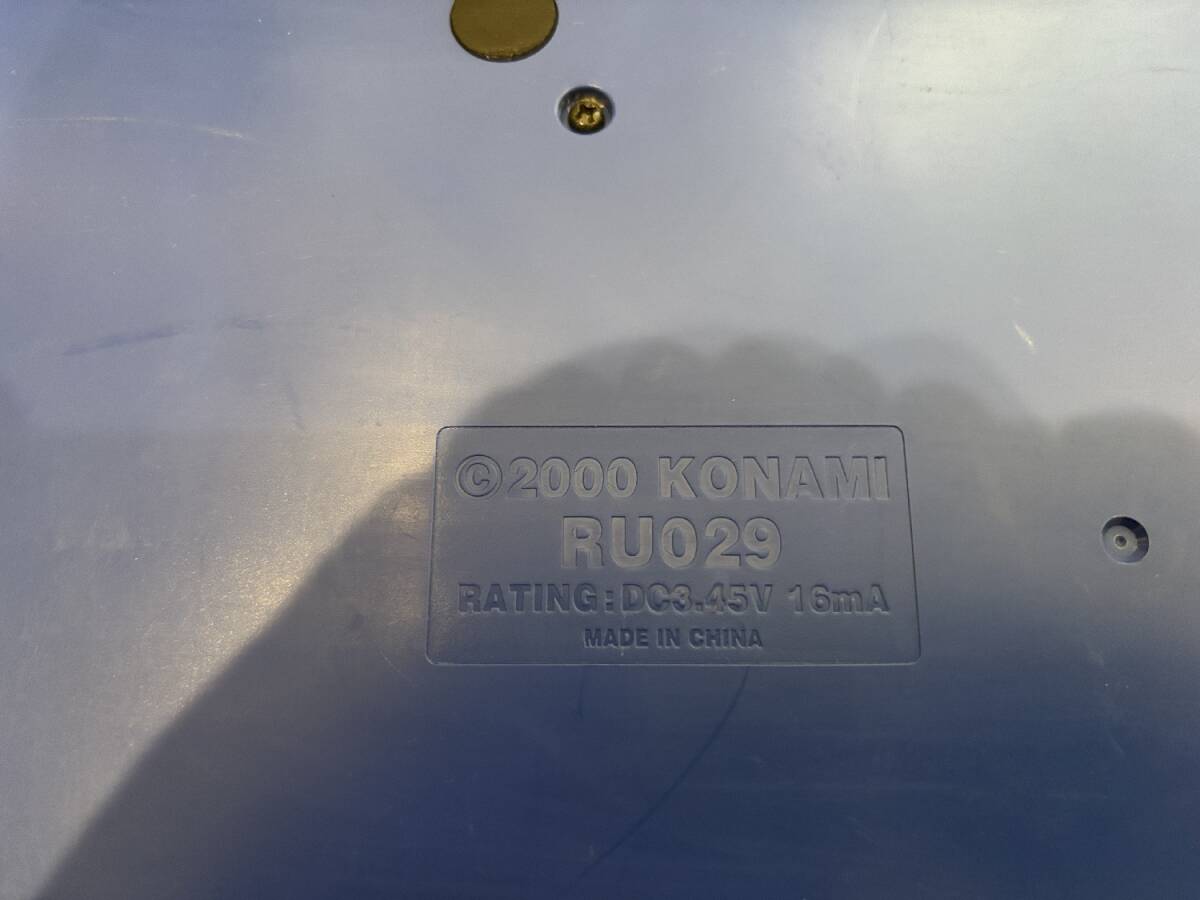 ©2000 KONAMI
RU029
RATING:DC3.45V 16mA
MADE IN CHINA